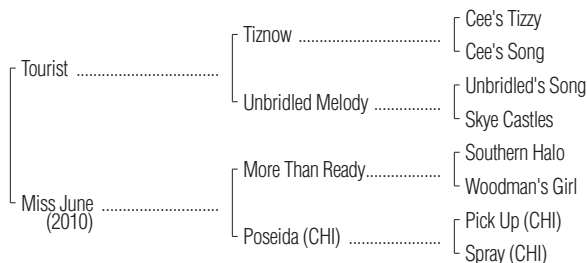 Cee's Tizzy
Tiznow ........................................
Cee's Song
Tourist ..........................................
Unbridled's Song
Unbridled Melody ...................
Skye Castles
Southern Halo
More Than Ready.....................
Woodman's Girl
Miss June ......................................
(2010)
Pick Up (CHI)
Poseida (CHI) ..........................
Spray (CHI)